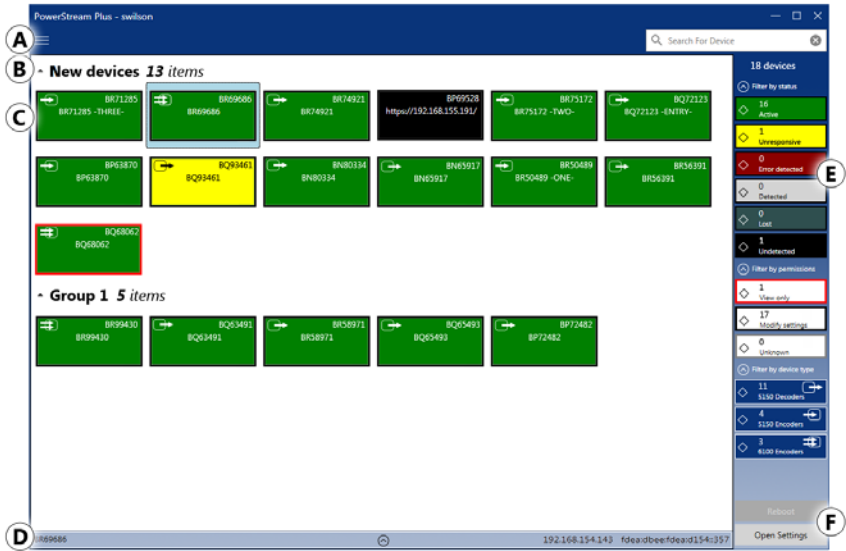 PowerStream Plus - swilson
A
Search For Device
B
New devices 13 items
18 devices
Filter by status
C
BR71285
BR71285 -THREE-
BR69686
BR69686
BR74921
BR74921
BP69528
https://192.168.155.191/
BR75172
BR75172 -TWO-
BQ72123
BQ72123 -ENTRY-
BP63870
BP63870
BQ93461
BQ93461
BN80334
BN80334
BN65917
BN65917
BR50489
BR50489 -ONE-
BR56391
BR56391
BQ68062
BQ68062
Group 1 5 items
BR99430
BR99430
BQ63491
BQ63491
BR58971
BR58971
BQ65493
BQ65493
BP72482
BP72482
16
Active
1
Unresponsive
0
Error detected
E
0
Detected
0
Lost
1
Undetected
Filter by permissions
1
View only
17
Modify settings
0
Unknown
Filter by device type
11
S150 Decoders
4
S150 Encoders
3
6100 Encoders
Reboot
F
Open Settings
D
BR69686
192.168.154.143 fdea:dbee:fdea:d154::357